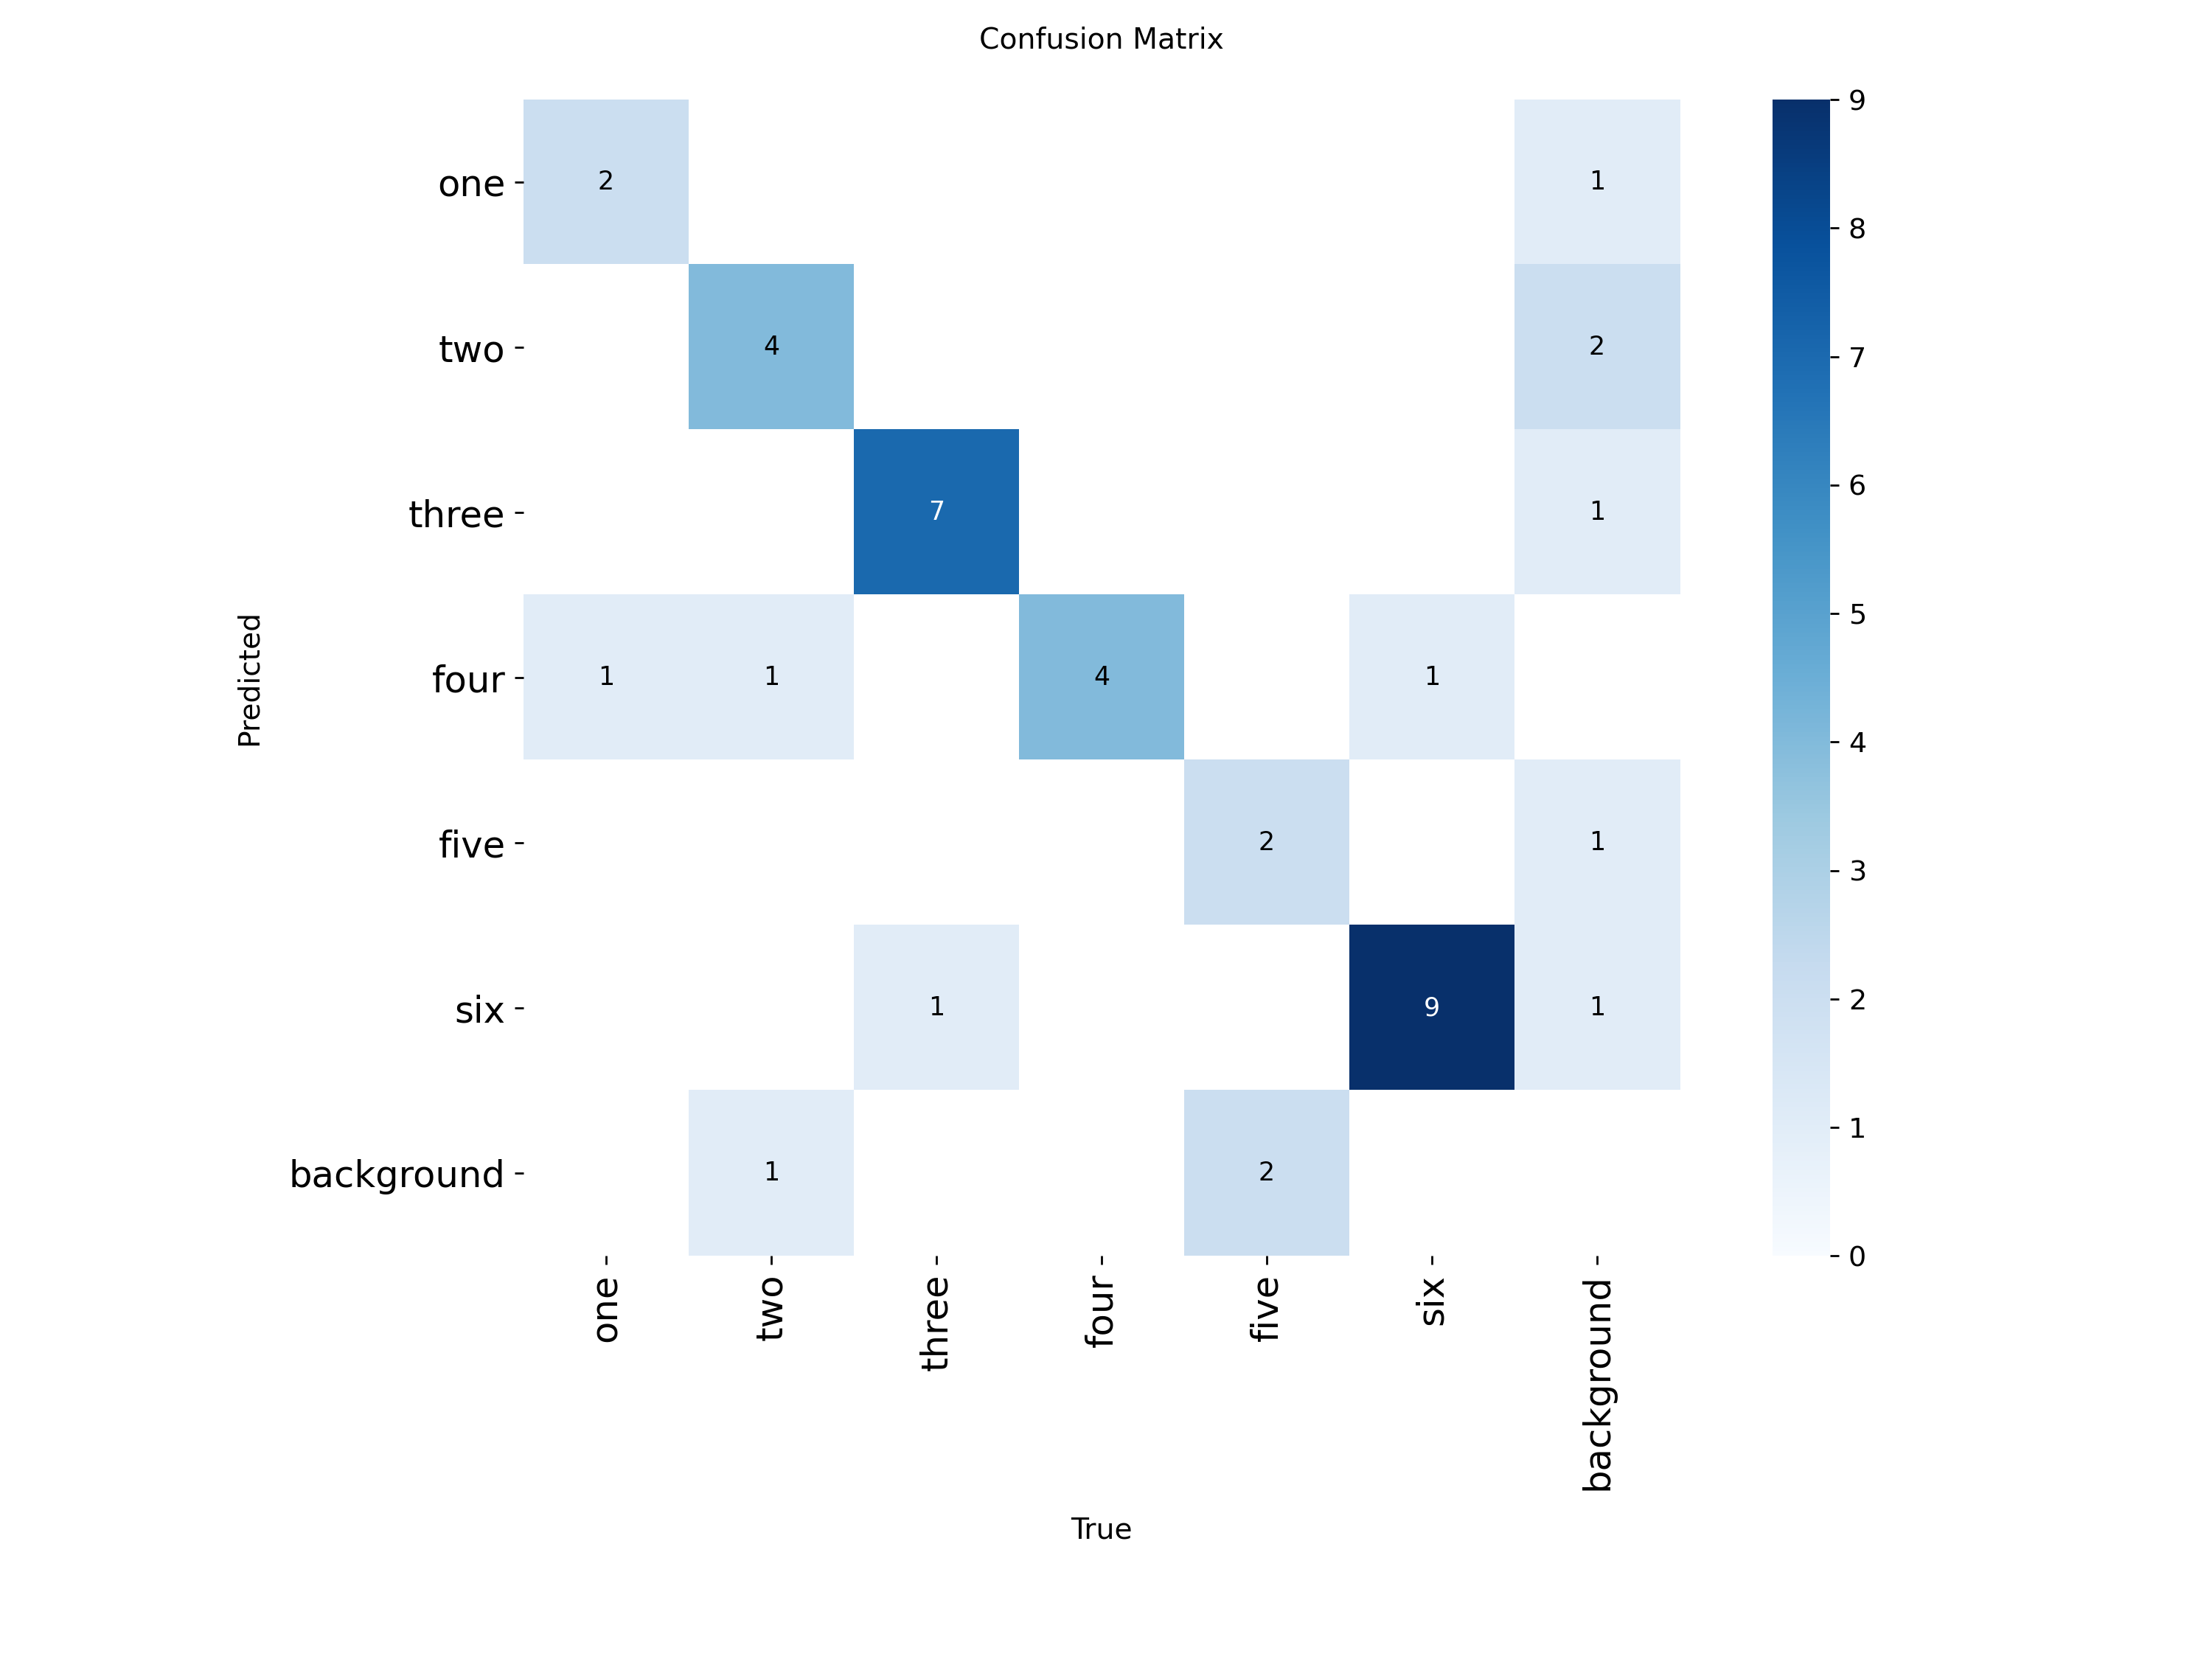 Confusion Matrix
one 2 1
two 4 2
three 7 1
four 1 1 4 1
five 2 1
six 1 9 1
background 1 2
one two three four five six background
Predicted
True
9
8
7
6
5
4
3
2
1
0